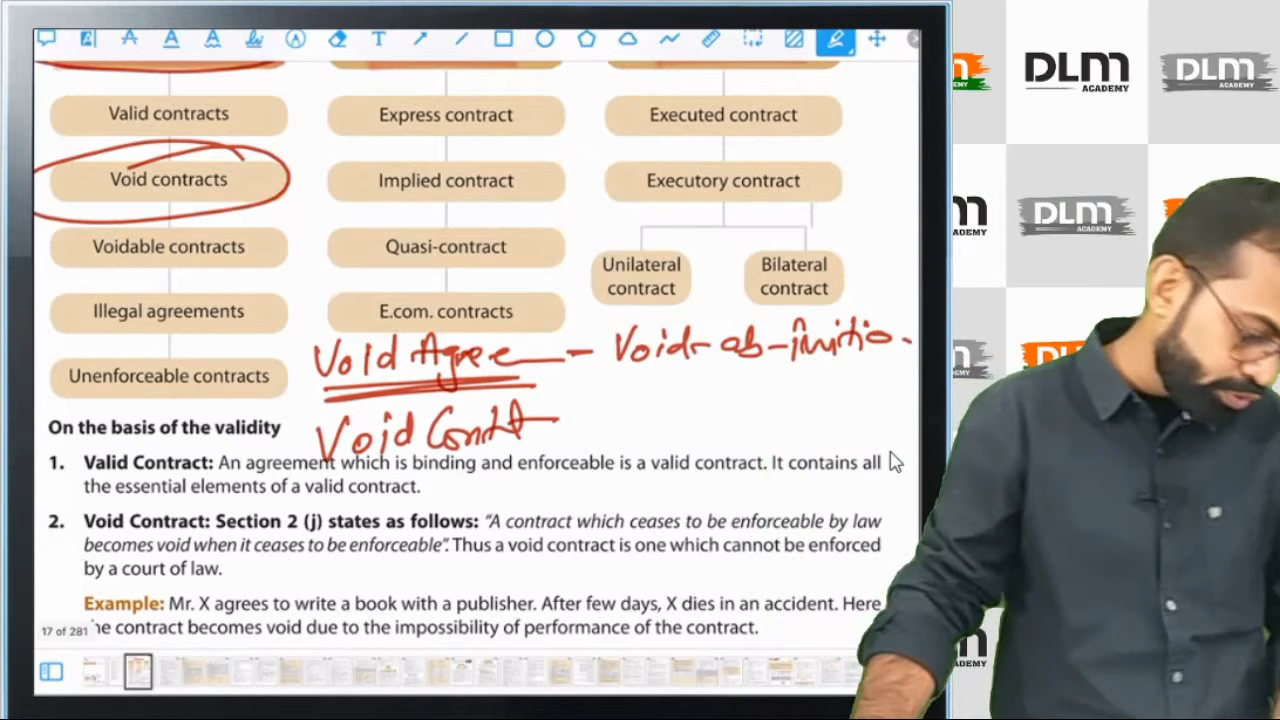 Valid contracts
Express contract
Executed contract
Void contracts
Implied contract
Executory contract
Voidable contracts
Quasi-contract
Unilateral contract
Bilateral contract
Illegal agreements
E.com. contracts
Unenforceable contracts
Void Agree - Void-ab-initio.
Void Cont
On the basis of the validity
1. Valid Contract: An agreement which is binding and enforceable is a valid contract. It contains all
the essential elements of a valid contract.
2. Void Contract: Section 2 (j) states as follows: "A contract which ceases to be enforceable by law
becomes void when it ceases to be enforceable". Thus a void contract is one which cannot be enforced
by a court of law.
Example: Mr. X agrees to write a book with a publisher. After few days, X dies in an accident. Here
he contract becomes void due to the impossibility of performance of the contract.
17 of 281
DLM ACADEMY
DLM ACADEMY
DLM ACADEMY